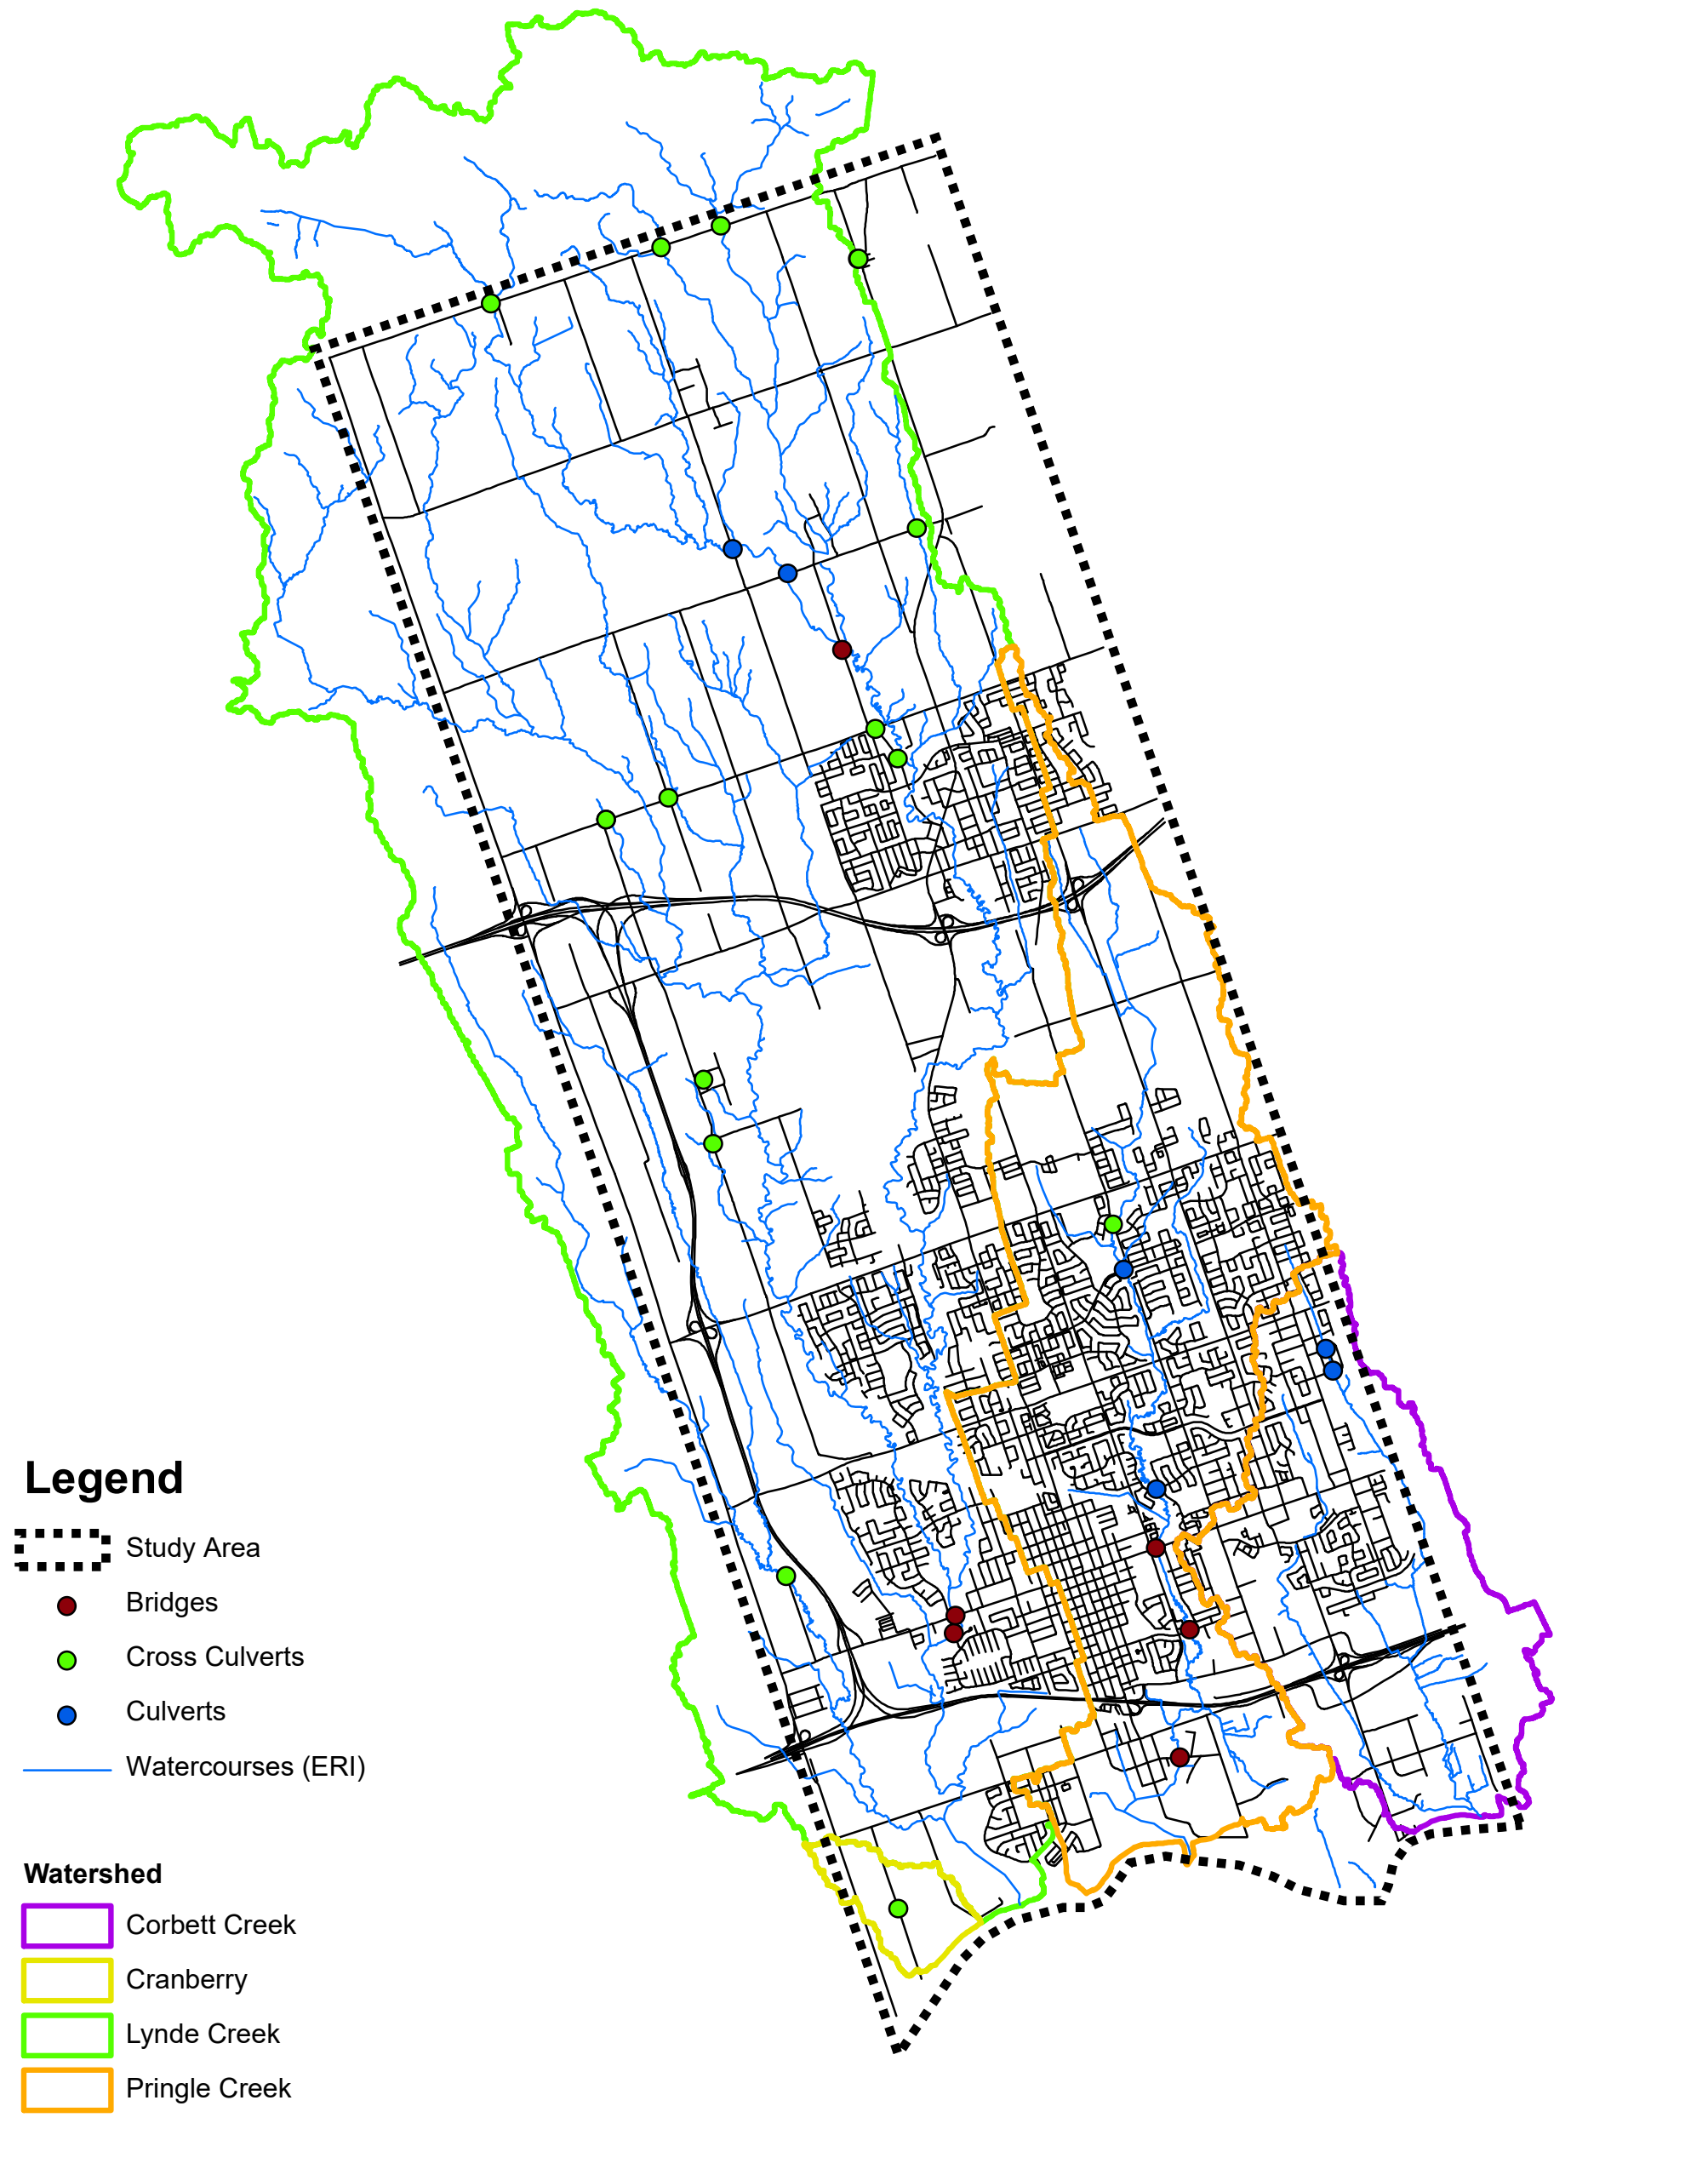 Legend
Study Area
Bridges
Cross Culverts
Culverts
Watercourses (ERI)
Watershed
Corbett Creek
Cranberry
Lynde Creek
Pringle Creek